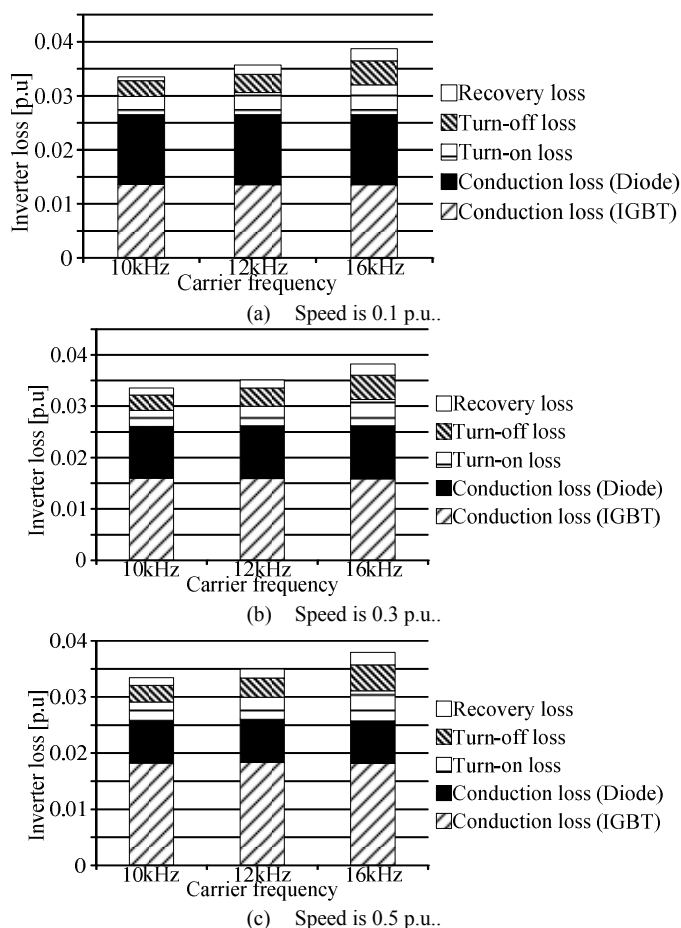 0.04
0.03
0.02
0.01
0
Inverter loss [p.u]
10kHz 12kHz 16kHz
Carrier frequency
Recovery loss
Turn-off loss
Turn-on loss
Conduction loss (Diode)
Conduction loss (IGBT)
(a) Speed is 0.1 p.u..
0.04
0.03
0.02
0.01
0
Inverter loss [p.u]
10kHz 12kHz 16kHz
Carrier frequency
Recovery loss
Turn-off loss
Turn-on loss
Conduction loss (Diode)
Conduction loss (IGBT)
(b) Speed is 0.3 p.u..
0.04
0.03
0.02
0.01
0
Inverter loss [p.u]
10kHz 12kHz 16kHz
Carrier frequency
Recovery loss
Turn-off loss
Turn-on loss
Conduction loss (Diode)
Conduction loss (IGBT)
(c) Speed is 0.5 p.u..